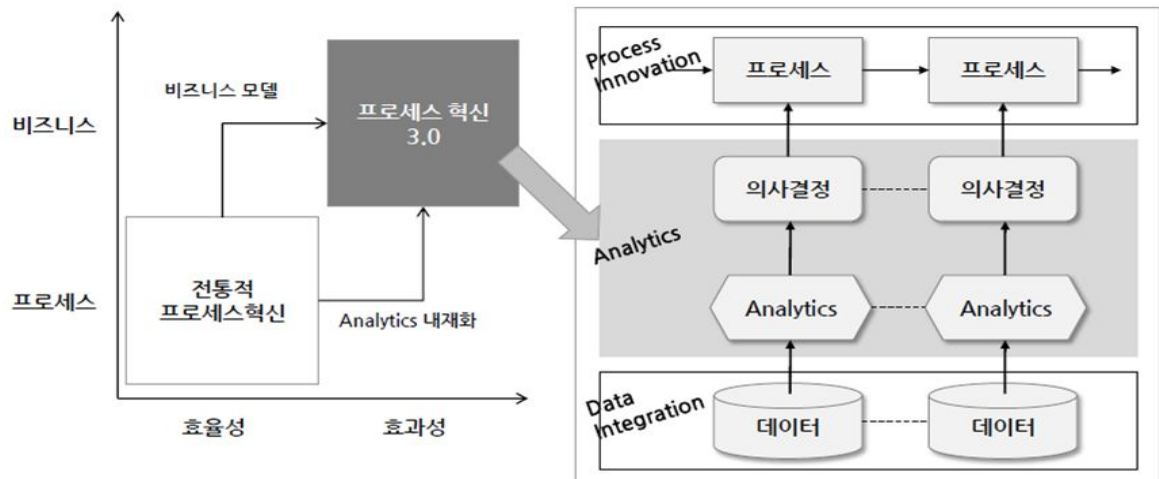 비즈니스
프로세스
비즈니스 모델
프로세스 혁신
3.0
전통적
프로세스혁신
Analytics 내재화
효율성
효과성
Process
Innovation
프로세스
프로세스
Analytics
의사결정
의사결정
Analytics
Analytics
Data
Integration
데이터
데이터